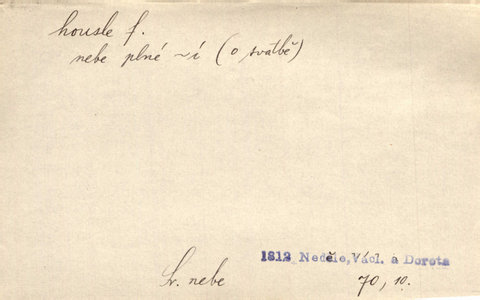 housle f.
nebe plné ~í (o svatbě)
1812 Neděle, Václ. a Dorota
Sr. nebe 70, 10.